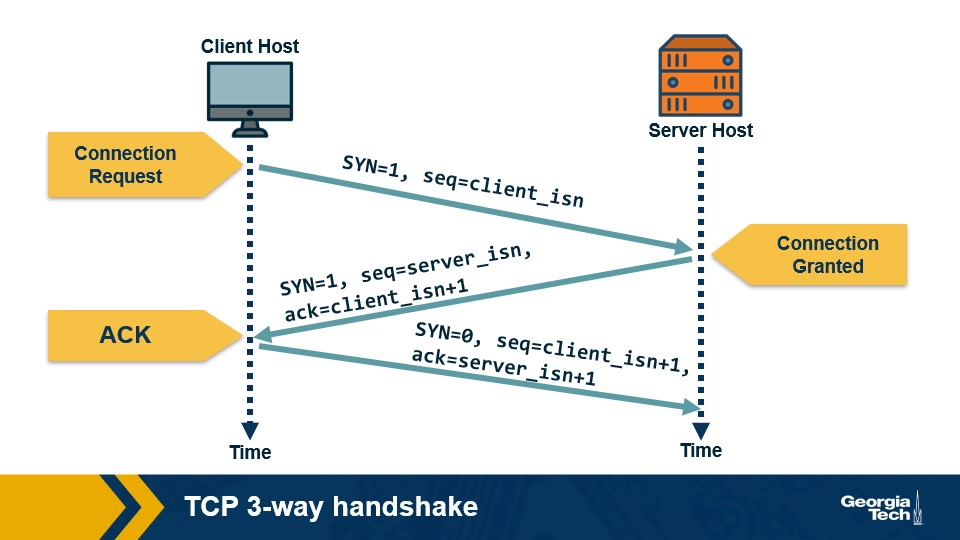 Client Host
Server Host
Connection
Request
SYN=1, seq=client_isn
Connection
Granted
SYN=1, seq=server_isn,
ack=client_isn+1
ACK
SYN=0, seq=client_isn+1,
ack=server_isn+1
Time
Time
TCP 3-way handshake
Georgia
Tech